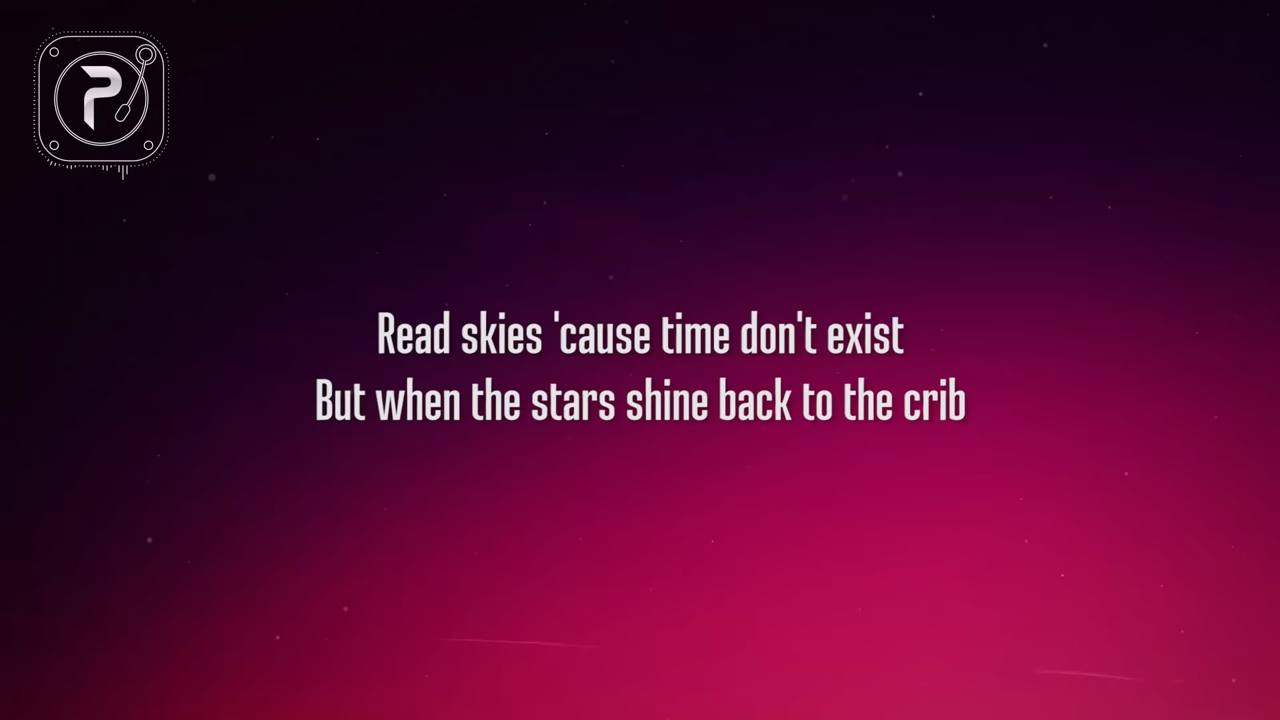 P
Read skies 'cause time don't exist
But when the stars shine back to the crib